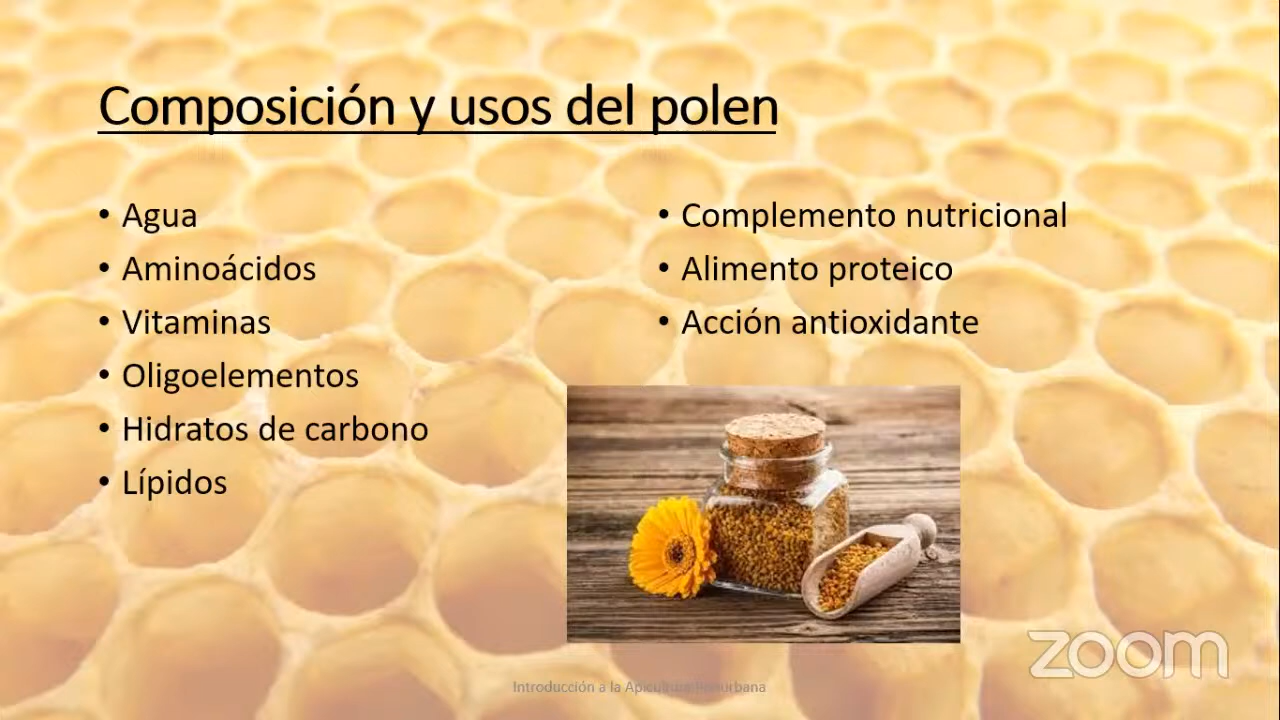 Composición y usos del polen
• Agua
• Aminoácidos
• Vitaminas
• Oligoelementos
• Hidratos de carbono
• Lípidos
• Complemento nutricional
• Alimento proteico
• Acción antioxidante
zoom
Introducción a la Apicultura